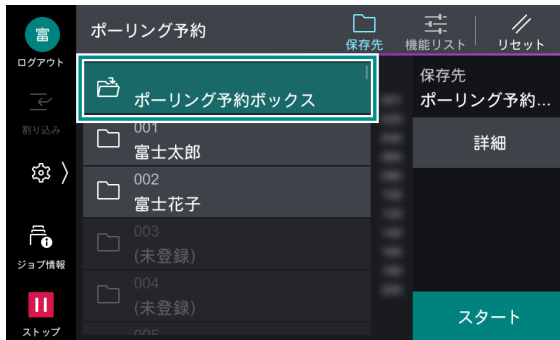 富
ログアウト
割り込み
ジョブ情報
ストップ
ポーリング予約
保存先
機能リスト
リセット
ポーリング予約ボックス
001
富士太郎
002
富士花子
003
(未登録)
004
(未登録)
005
保存先
ポーリング予約...
詳細
スタート